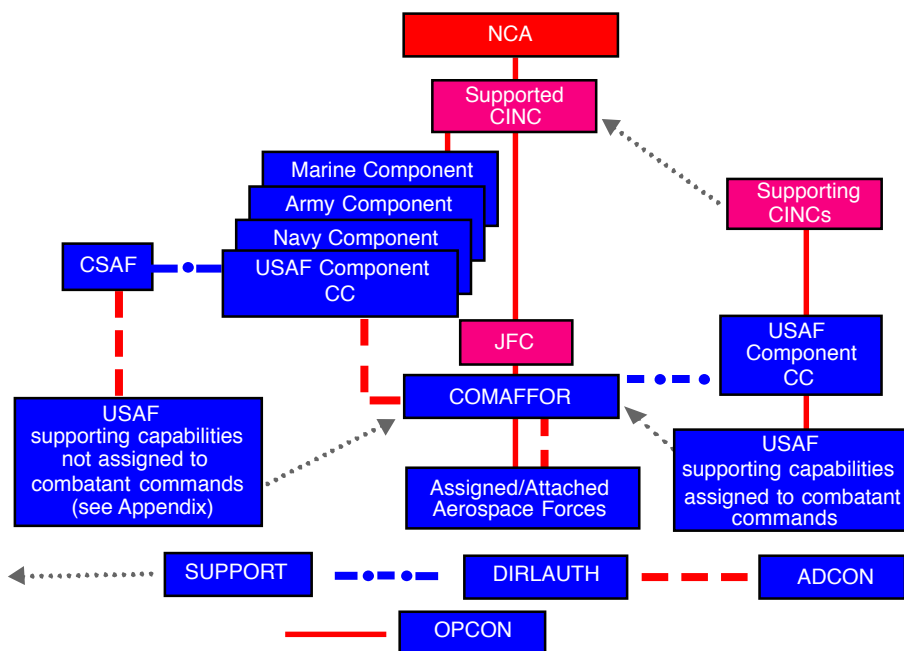 NCA
Supported
CINC
Marine Component
Army Component
Navy Component
USAF Component
CC
CSAF
Supporting
CINCs
JFC
USAF
Component
CC
COMAFFOR
USAF
supporting capabilities
not assigned to
combatant commands
(see Appendix)
Assigned/Attached
Aerospace Forces
USAF
supporting capabilities
assigned to combatant
commands
SUPPORT
DIRLAUTH
ADCON
OPCON